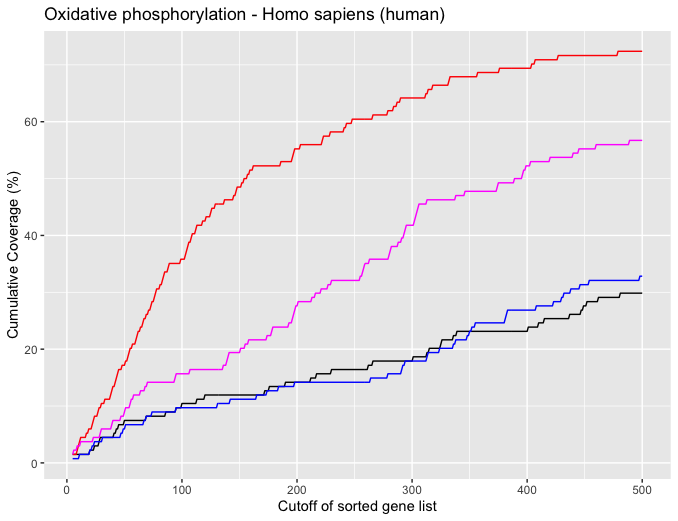 Oxidative phosphorylation - Homo sapiens (human)
Cumulative Coverage (%)
60
40
20
0
0 100 200 300 400 500
Cutoff of sorted gene list